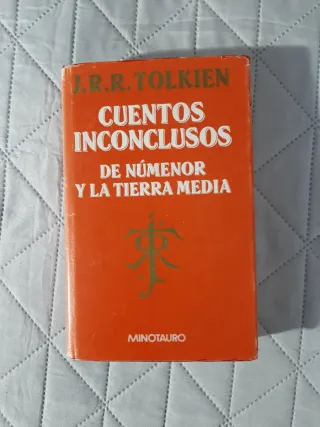 J.R.R. TOLKIEN
CUENTOS
INCONCLUSOS
DE NÚMENOR
Y LA TIERRA MEDIA
MINOTAURO